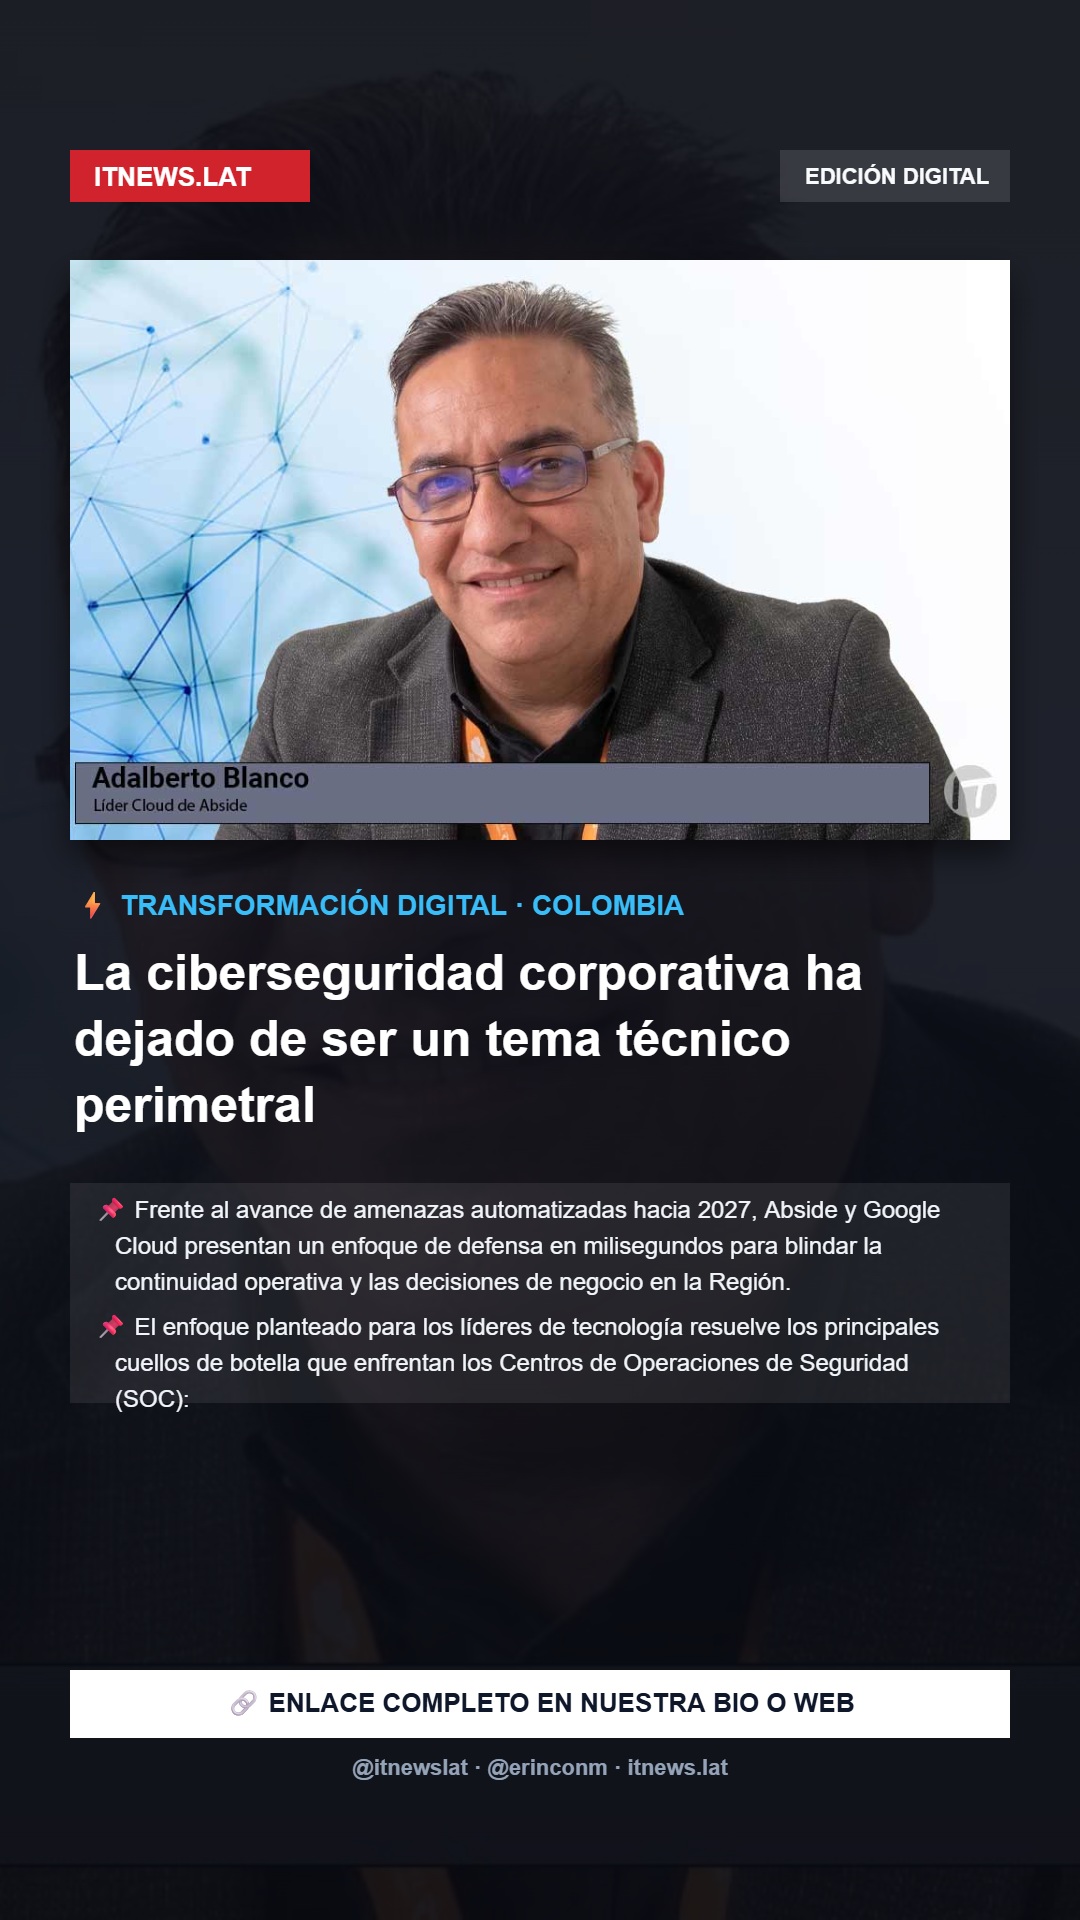 ITNEWS.LAT
EDICIÓN DIGITAL
Adalberto Blanco
Líder Cloud de Abside
IT
⚡ TRANSFORMACIÓN DIGITAL · COLOMBIA
La ciberseguridad corporativa ha
dejado de ser un tema técnico
perimetral
📌 Frente al avance de amenazas automatizadas hacia 2027, Abside y Google
Cloud presentan un enfoque de defensa en milisegundos para blindar la
continuidad operativa y las decisiones de negocio en la Región.
📌 El enfoque planteado para los líderes de tecnología resuelve los principales
cuellos de botella que enfrentan los Centros de Operaciones de Seguridad
(SOC):
🔗 ENLACE COMPLETO EN NUESTRA BIO O WEB
@itnewslat · @erinconm · itnews.lat